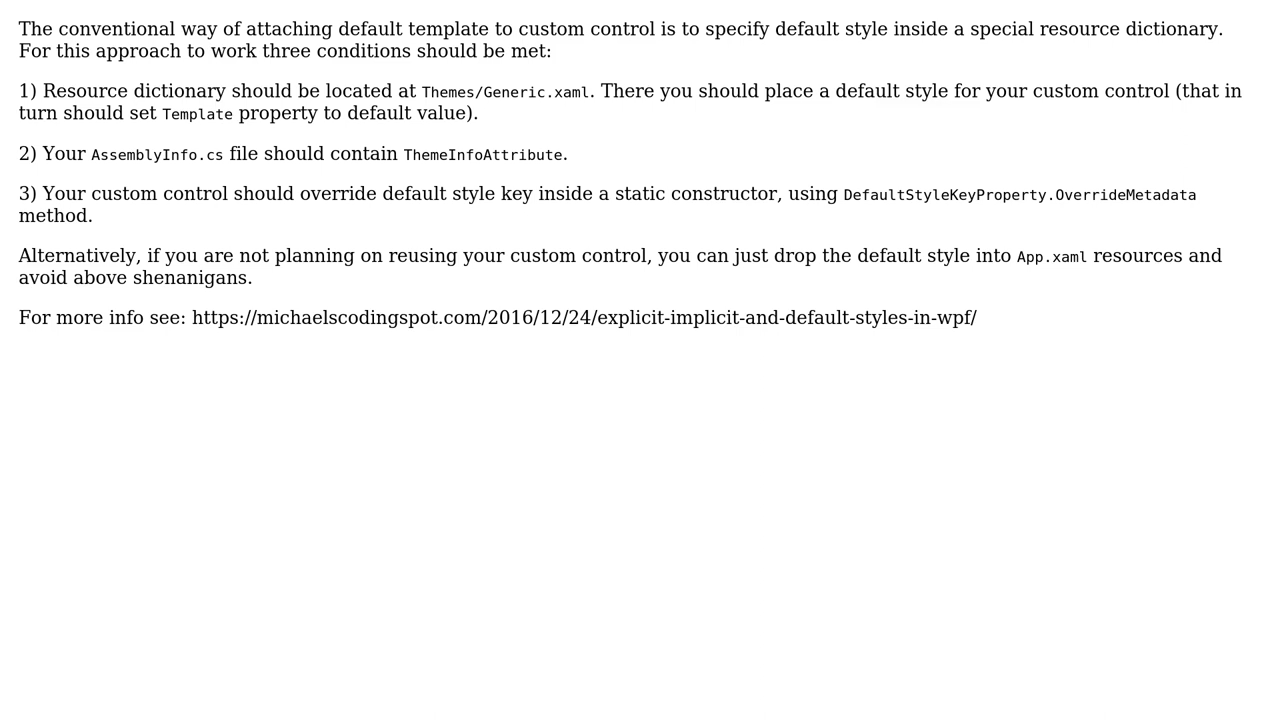 The conventional way of attaching default template to custom control is to specify default style inside a special resource dictionary.
For this approach to work three conditions should be met:
1) Resource dictionary should be located at Themes/Generic.xaml. There you should place a default style for your custom control (that in
turn should set Template property to default value).
2) Your AssemblyInfo.cs file should contain ThemeInfoAttribute.
3) Your custom control should override default style key inside a static constructor, using DefaultStyleKeyProperty.OverrideMetadata
method.
Alternatively, if you are not planning on reusing your custom control, you can just drop the default style into App.xaml resources and
avoid above shenanigans.
For more info see: https://michaelscodingspot.com/2016/12/24/explicit-implicit-and-default-styles-in-wpf/